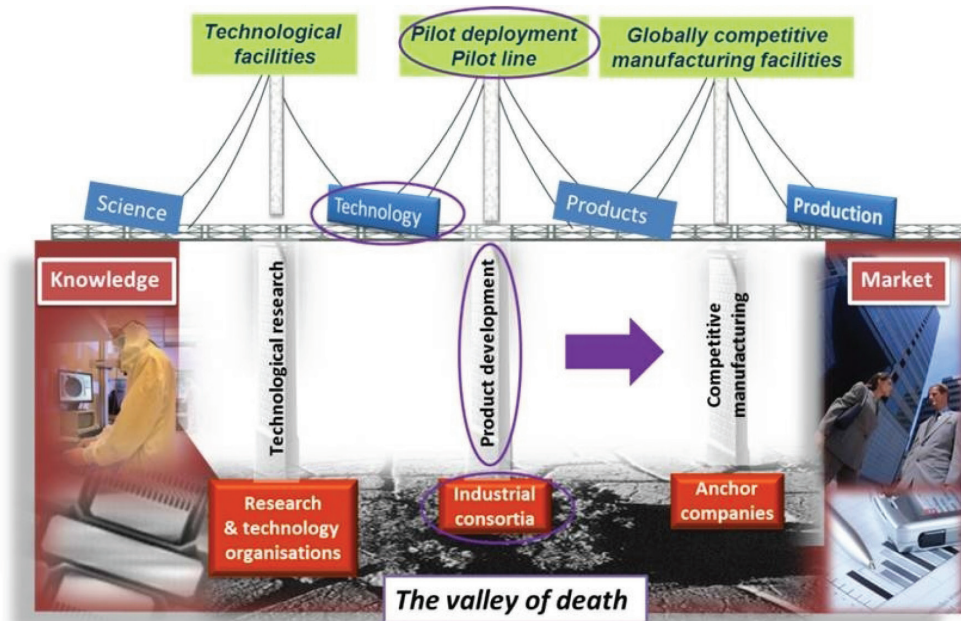 Technological
facilities
Pilot deployment
Pilot line
Globally competitive
manufacturing facilities
Science
Technology
Products
Production
Knowledge
Technological research
Product development
Competitive
manufacturing
Market
Research
& technology
organisations
Industrial
consortia
Anchor
companies
The valley of death